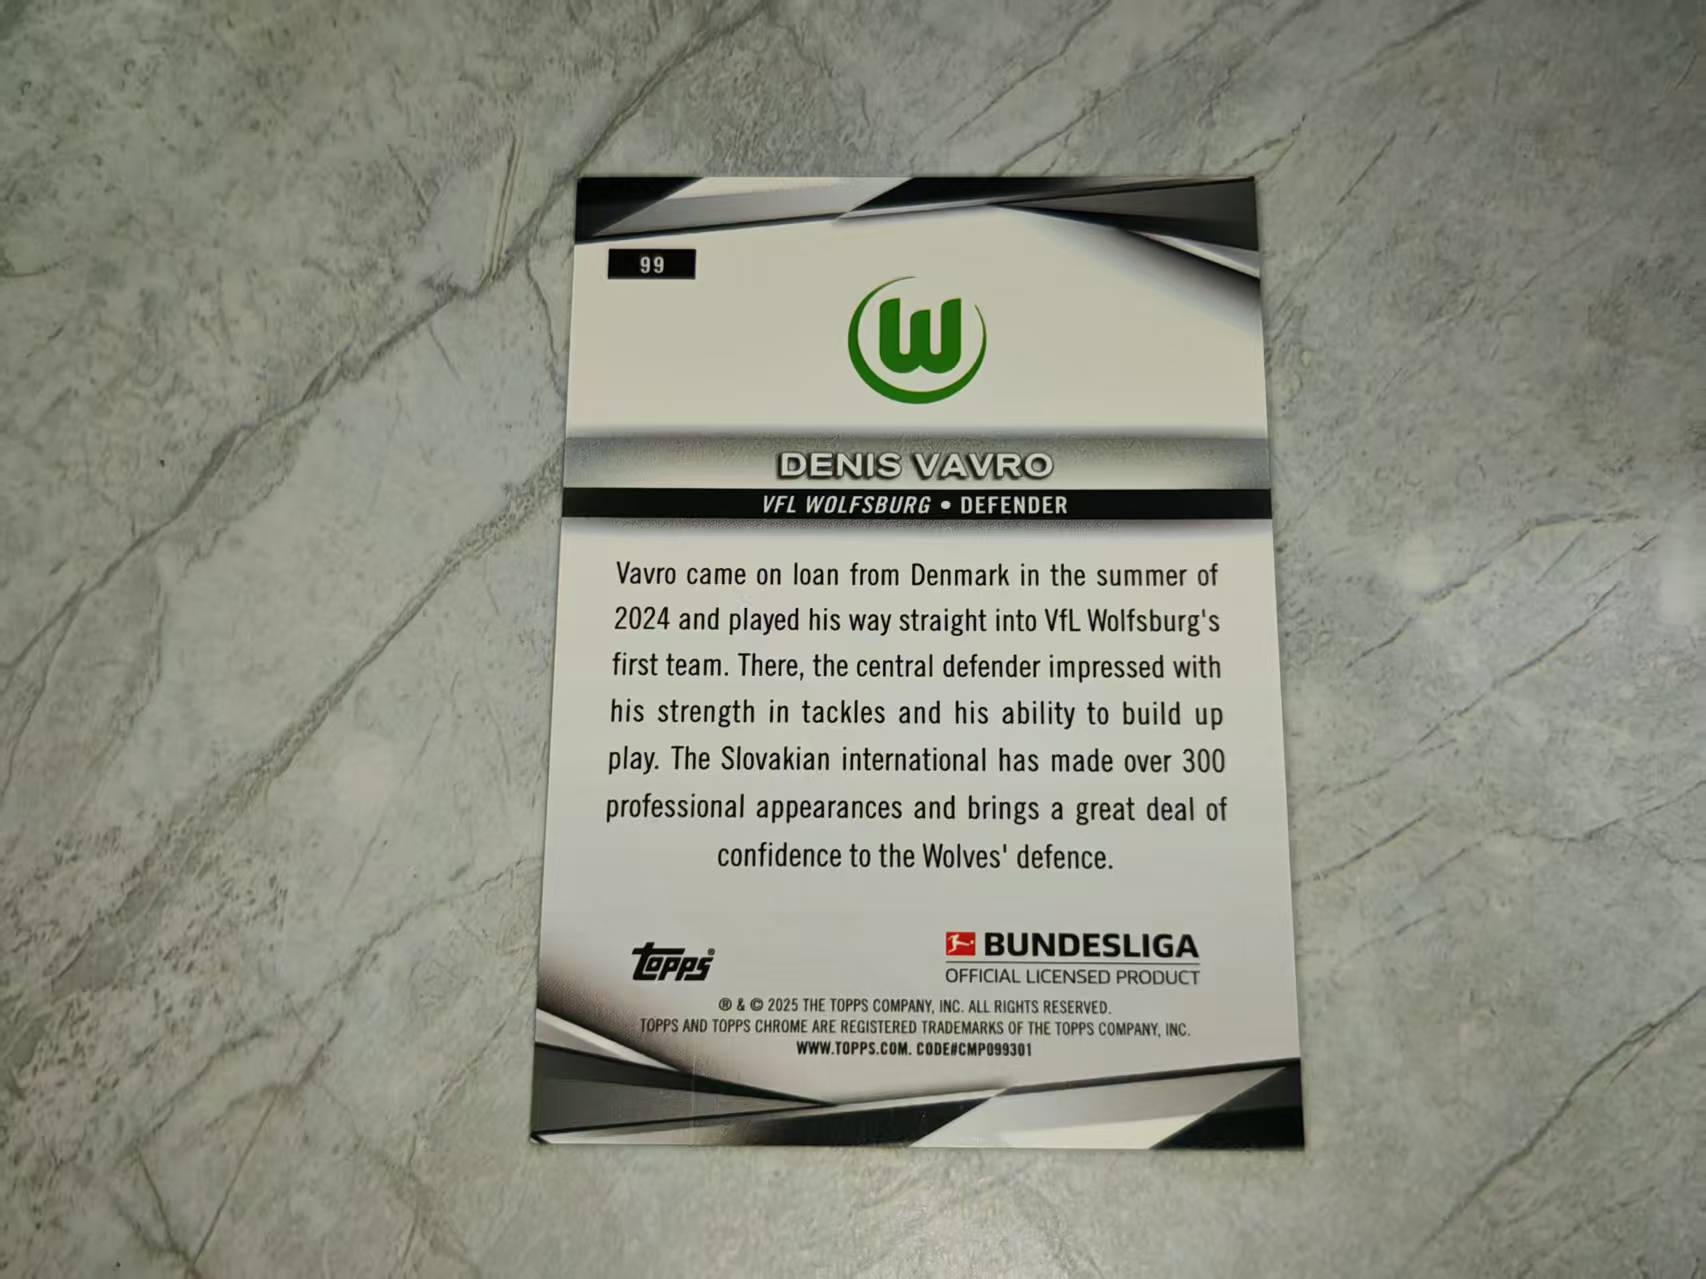 99
W
DENIS VAVRO
VFL WOLFSBURG • DEFENDER
Vavro came on loan from Denmark in the summer of
2024 and played his way straight into VfL Wolfsburg's
first team. There, the central defender impressed with
his strength in tackles and his ability to build up
play. The Slovakian international has made over 300
professional appearances and brings a great deal of
confidence to the Wolves' defence.
Topps®
BUNDESLIGA
OFFICIAL LICENSED PRODUCT
® & © 2025 THE TOPPS COMPANY, INC. ALL RIGHTS RESERVED.
TOPPS AND TOPPS CHROME ARE REGISTERED TRADEMARKS OF THE TOPPS COMPANY, INC.
WWW.TOPPS.COM. CODE#CMP099301